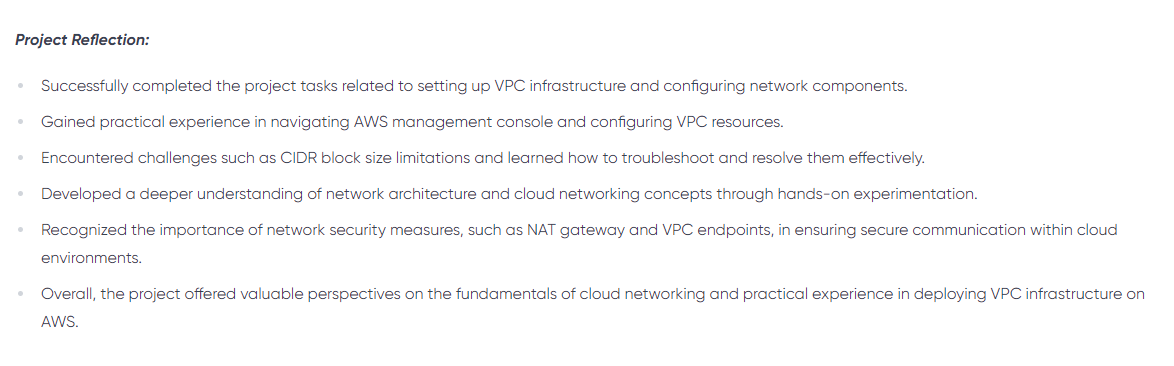 Project Reflection:
Successfully completed the project tasks related to setting up VPC infrastructure and configuring network components.
Gained practical experience in navigating AWS management console and configuring VPC resources.
Encountered challenges such as CIDR block size limitations and learned how to troubleshoot and resolve them effectively.
Developed a deeper understanding of network architecture and cloud networking concepts through hands-on experimentation.
Recognized the importance of network security measures, such as NAT gateway and VPC endpoints, in ensuring secure communication within cloud
environments.
Overall, the project offered valuable perspectives on the fundamentals of cloud networking and practical experience in deploying VPC infrastructure on
AWS.